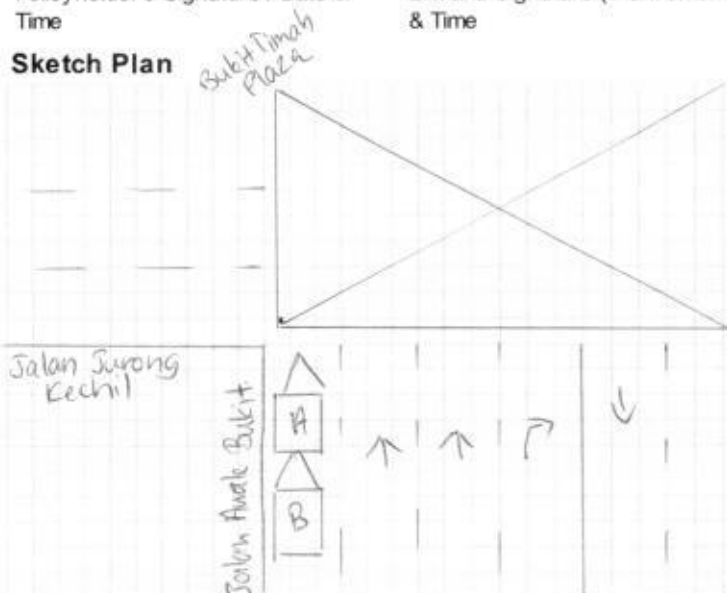 Time
& Time
Sketch Plan
Bukit Timah
Plaza
Jalan Jurong
Kechil
Jalan Anak Bukit
A
B